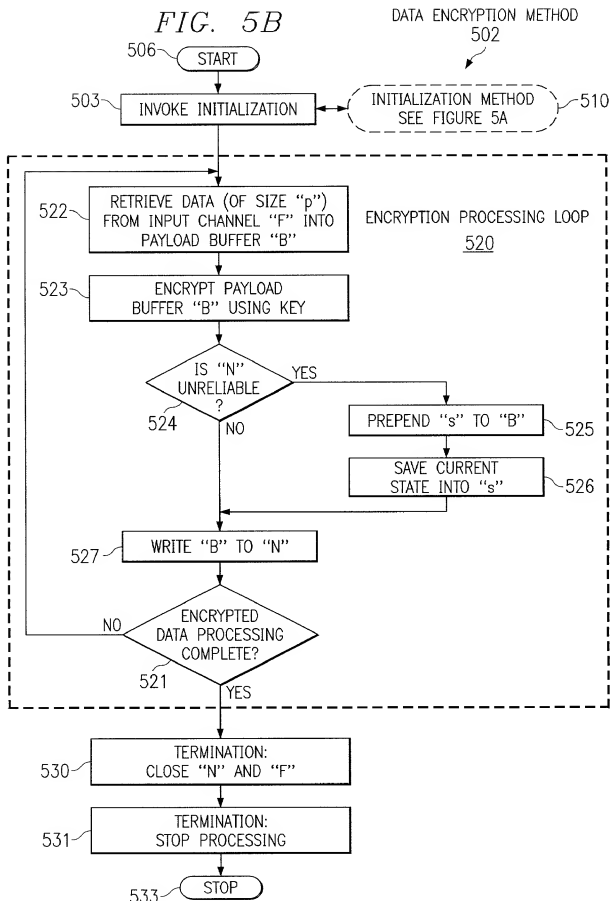 FIG. 5B
DATA ENCRYPTION METHOD
502
506
START
503
INVOKE INITIALIZATION
INITIALIZATION METHOD
SEE FIGURE 5A
510
522
RETRIEVE DATA (OF SIZE “p”)
FROM INPUT CHANNEL “F” INTO
PAYLOAD BUFFER “B”
ENCRYPTION PROCESSING LOOP
520
523
ENCRYPT PAYLOAD
BUFFER “B” USING KEY
IS “N”
UNRELIABLE
?
YES
524
NO
PREPEND “s” TO “B”
525
SAVE CURRENT
STATE INTO “s”
526
527
WRITE “B” TO “N”
NO
ENCRYPTED
DATA PROCESSING
COMPLETE?
521
YES
530
TERMINATION:
CLOSE “N” AND “F”
531
TERMINATION:
STOP PROCESSING
533
STOP